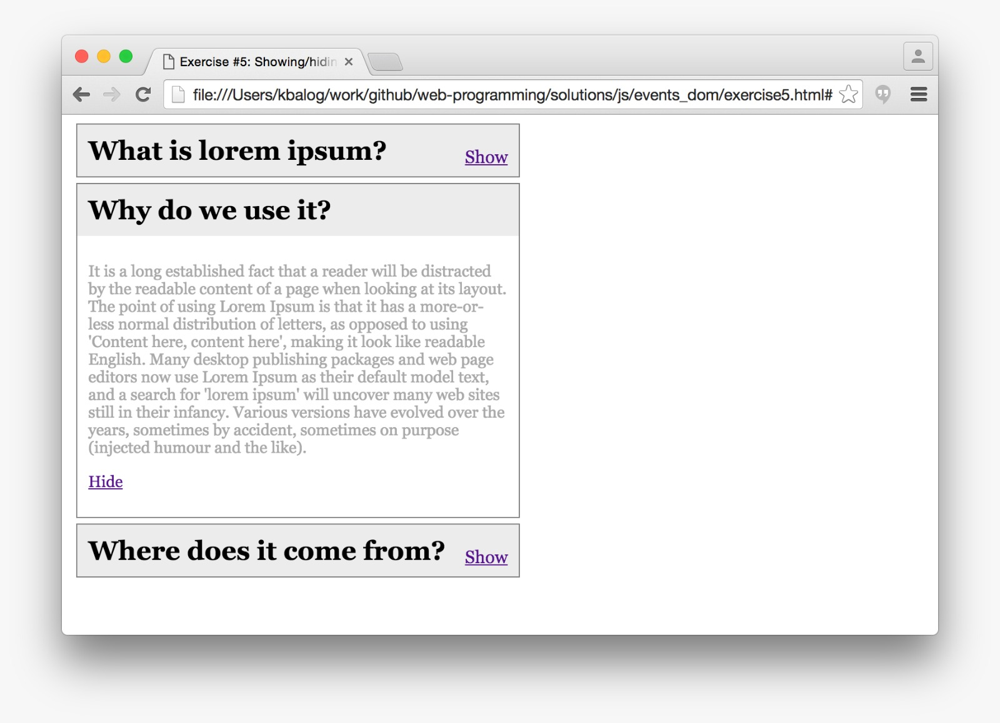 Exercise #5: Showing/hidin
file:///Users/kbalog/work/github/web-programming/solutions/js/events_dom/exercise5.html#
What is lorem ipsum?
Show
Why do we use it?
It is a long established fact that a reader will be distracted
by the readable content of a page when looking at its layout.
The point of using Lorem Ipsum is that it has a more-or-
less normal distribution of letters, as opposed to using
'Content here, content here', making it look like readable
English. Many desktop publishing packages and web page
editors now use Lorem Ipsum as their default model text,
and a search for 'lorem ipsum' will uncover many web sites
still in their infancy. Various versions have evolved over the
years, sometimes by accident, sometimes on purpose
(injected humour and the like).
Hide
Where does it come from?
Show